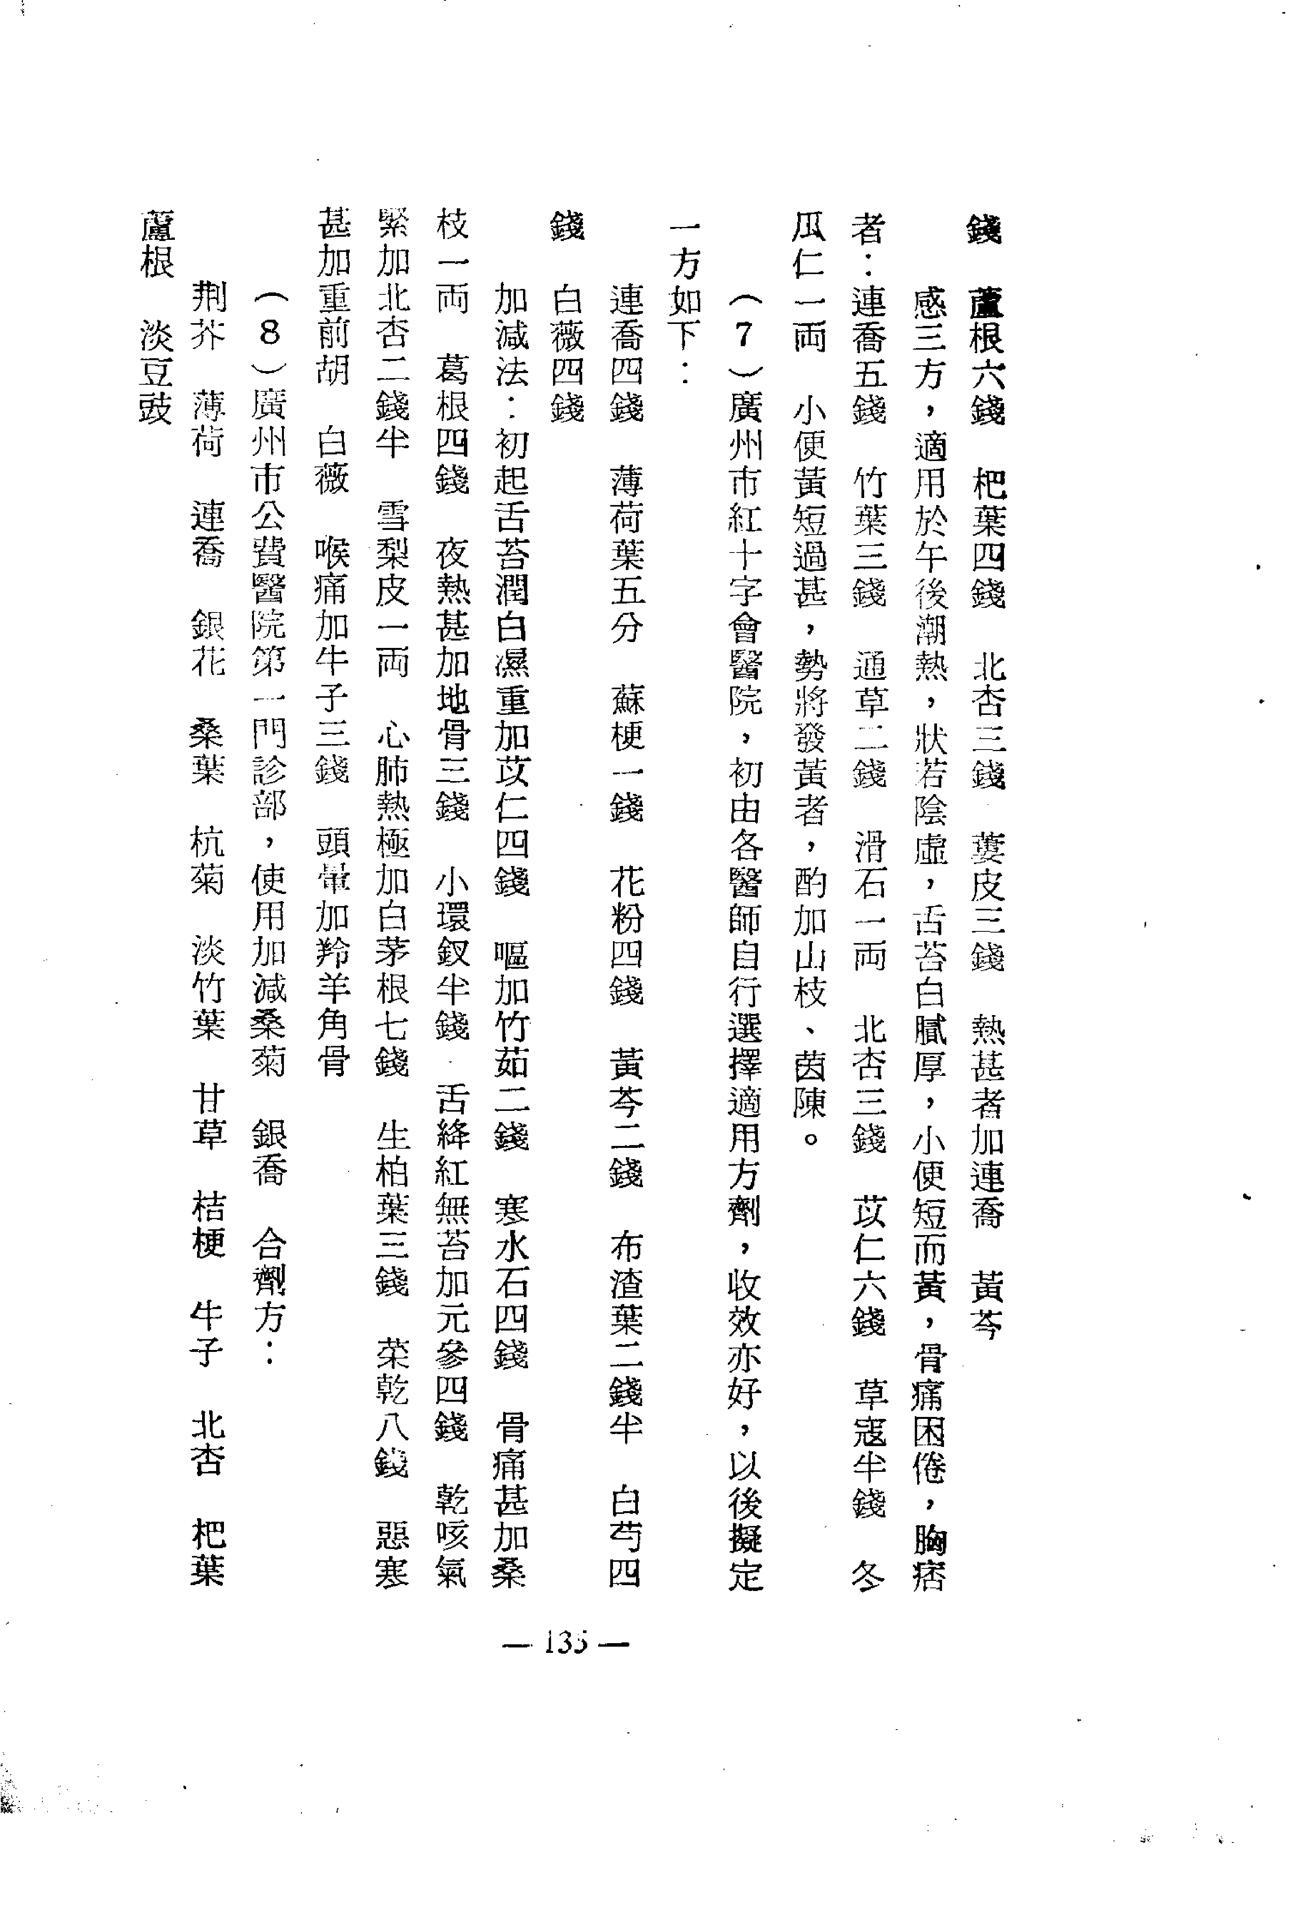 錢　蘆根六錢　杷葉四錢　北杏三錢　蔞皮三錢　熱甚者加連喬　黃芩
感三方，適用於午後潮熱，狀若陰虛，舌苔白膩厚，小便短而黃，骨痛困倦，胸痞
者：連喬五錢　竹葉三錢　通草二錢　滑石一両　北杏三錢　苡仁六錢　草寇半錢　冬
瓜仁一両　小便黃短過甚，勢將發黃者，酌加山枝、茵陳。
（7）廣州市紅十字會醫院，初由各醫師自行選擇適用方劑，收效亦好，以後擬定
一方如下：
連喬四錢　薄荷葉五分　蘇梗一錢　花粉四錢　黃芩二錢　布渣葉二錢半　白芍四
錢　白薇四錢
加減法：初起舌苔潤白濕重加苡仁四錢　嘔加竹茹二錢　寒水石四錢　骨痛甚加桑
枝一両　葛根四錢　夜熱甚加地骨三錢　小環釵半錢　舌絳紅無苔加元參四錢　乾咳氣
緊加北杏二錢半　雪梨皮一両　心肺熱極加白茅根七錢　生柏葉三錢　菜乾八錢　惡寒
甚加重前胡　白薇　喉痛加牛子三錢　頭暈加羚羊角骨
（8）廣州市公費醫院第一門診部，使用加減桑菊　銀喬　合劑方：
荆芥　薄荷　連喬　銀花　桑葉　杭菊　淡竹葉　甘草　桔梗　牛子　北杏　杷葉
蘆根　淡豆豉
— 135 —